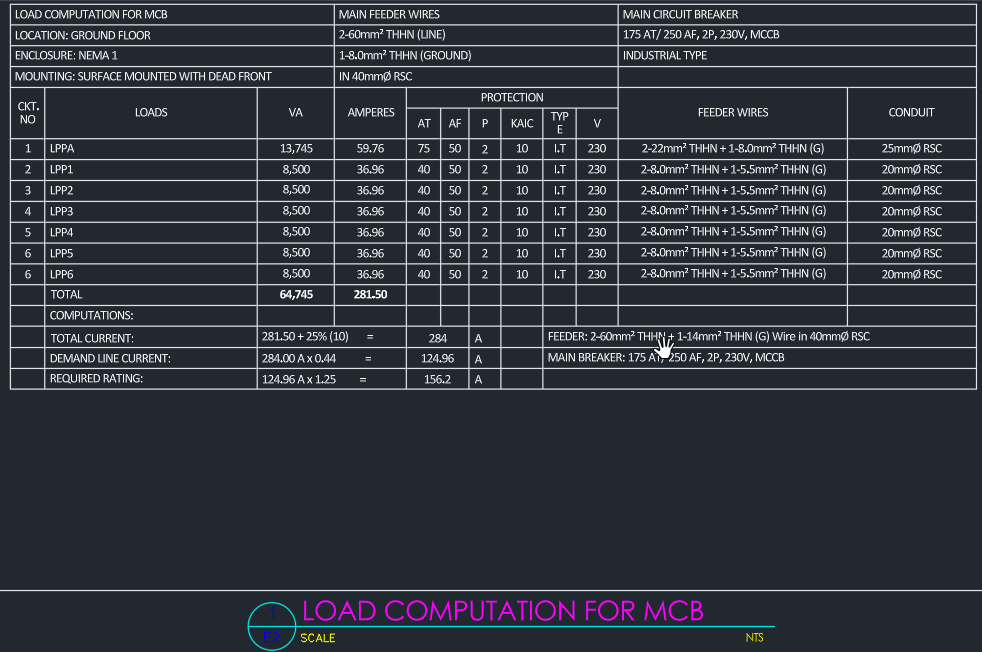 LOAD COMPUTATION FOR MCB MAIN FEEDER WIRES MAIN CIRCUIT BREAKER
LOCATION: GROUND FLOOR 2-60mm² THHN (LINE) 175 AT/ 250 AF, 2P, 230V, MCCB
ENCLOSURE: NEMA 1 1-8.0mm² THHN (GROUND) INDUSTRIAL TYPE
MOUNTING: SURFACE MOUNTED WITH DEAD FRONT IN 40mmØ RSC
CKT. NO LOADS VA AMPERES PROTECTION FEEDER WIRES CONDUIT
AT AF P KAIC TYPE V
1 LPPA 13,745 59.76 75 50 2 10 I.T 230 2-22mm² THHN + 1-8.0mm² THHN (G) 25mmØ RSC
2 LPP1 8,500 36.96 40 50 2 10 I.T 230 2-8.0mm² THHN + 1-5.5mm² THHN (G) 20mmØ RSC
3 LPP2 8,500 36.96 40 50 2 10 I.T 230 2-8.0mm² THHN + 1-5.5mm² THHN (G) 20mmØ RSC
4 LPP3 8,500 36.96 40 50 2 10 I.T 230 2-8.0mm² THHN + 1-5.5mm² THHN (G) 20mmØ RSC
5 LPP4 8,500 36.96 40 50 2 10 I.T 230 2-8.0mm² THHN + 1-5.5mm² THHN (G) 20mmØ RSC
6 LPP5 8,500 36.96 40 50 2 10 I.T 230 2-8.0mm² THHN + 1-5.5mm² THHN (G) 20mmØ RSC
6 LPP6 8,500 36.96 40 50 2 10 I.T 230 2-8.0mm² THHN + 1-5.5mm² THHN (G) 20mmØ RSC
TOTAL 64,745 281.50
COMPUTATIONS:
TOTAL CURRENT: 281.50 + 25% (10) = 284 A FEEDER: 2-60mm² THHN + 1-14mm² THHN (G) Wire in 40mmØ RSC
DEMAND LINE CURRENT: 284.00 A x 0.44 = 124.96 A MAIN BREAKER: 175 AT/ 250 AF, 2P, 230V, MCCB
REQUIRED RATING: 124.96 A x 1.25 = 156.2 A
1 LOAD COMPUTATION FOR MCB
E2 SCALE NTS